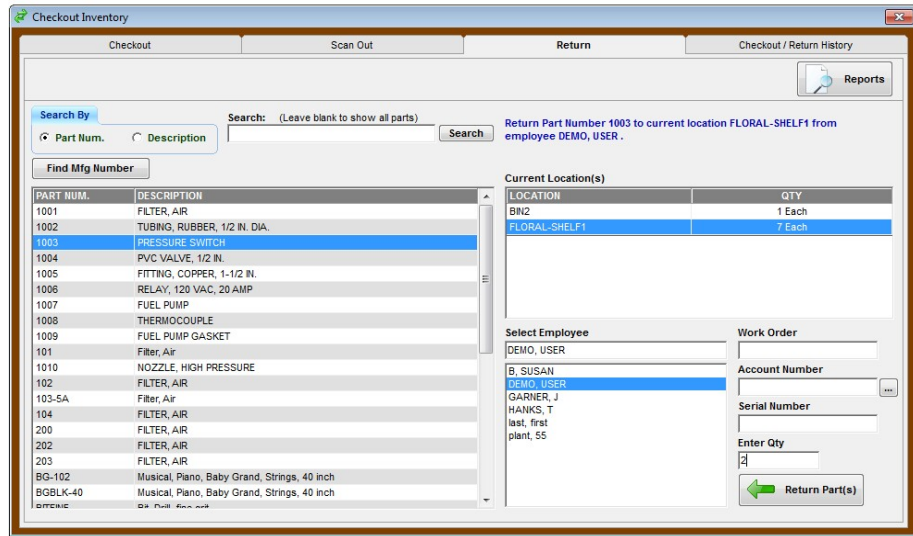 Checkout Inventory
Checkout
Scan Out
Return
Checkout / Return History
Reports
Search By
Part Num.
Description
Search: (Leave blank to show all parts)
Search
Return Part Number 1003 to current location FLORAL-SHELF1 from
employee DEMO, USER .
Find Mfg Number
PART NUM. DESCRIPTION
1001 FILTER, AIR
1002 TUBING, RUBBER, 1/2 IN. DIA.
1003 PRESSURE SWITCH
1004 PVC VALVE, 1/2 IN.
1005 FITTING, COPPER, 1-1/2 IN.
1006 RELAY, 120 VAC, 20 AMP
1007 FUEL PUMP
1008 THERMOCOUPLE
1009 FUEL PUMP GASKET
101 Filter, Air
1010 NOZZLE, HIGH PRESSURE
102 FILTER, AIR
103-5A Filter, Air
104 FILTER, AIR
200 FILTER, AIR
202 FILTER, AIR
203 FILTER, AIR
BG-102 Musical, Piano, Baby Grand, Strings, 40 inch
BGBLK-40 Musical, Piano, Baby Grand, Strings, 40 inch
Current Location(s)
LOCATION QTY
BIN2 1 Each
FLORAL-SHELF1 7 Each
Select Employee
DEMO, USER
B, SUSAN
DEMO, USER
GARNER, J
HANKS, T
last, first
plant, 55
Work Order
Account Number
...
Serial Number
Enter Qty
2
Return Part(s)